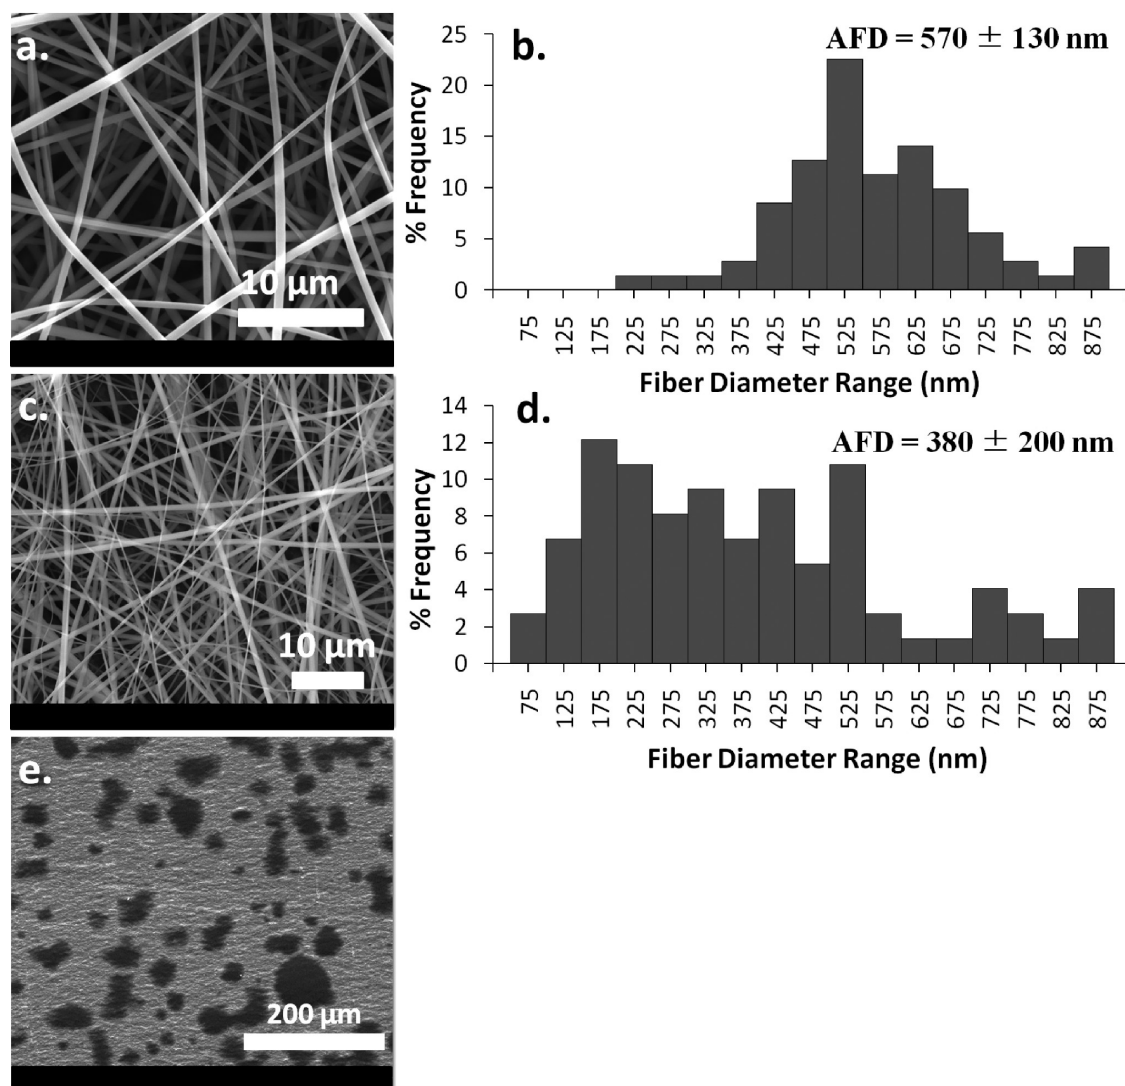 a.
10 µm
b.
AFD = 570 ± 130 nm
% Frequency
25
20
15
10
5
0
75 125 175 225 275 325 375 425 475 525 575 625 675 725 775 825 875
Fiber Diameter Range (nm)
c.
10 µm
d.
AFD = 380 ± 200 nm
% Frequency
14
12
10
8
6
4
2
0
75 125 175 225 275 325 375 425 475 525 575 625 675 725 775 825 875
Fiber Diameter Range (nm)
e.
200 µm